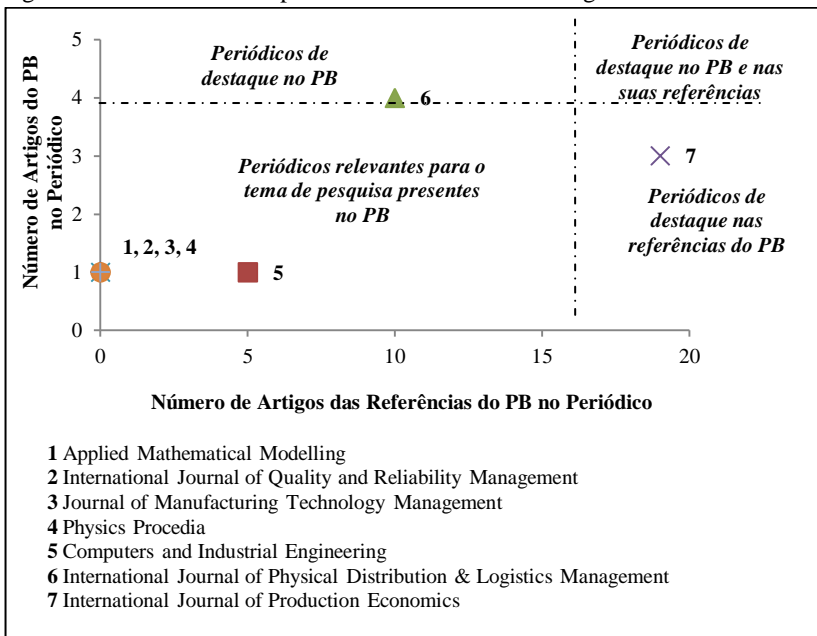 5
4
3
2
1
0
Número de Artigos do PB
no Periódico
Periódicos de
destaque no PB
Periódicos de
destaque no PB e nas
suas referências
6
7
Periódicos relevantes para o
tema de pesquisa presentes
no PB
Periódicos de
destaque nas
referências do PB
1, 2, 3, 4
5
0
5
10
15
20
Número de Artigos das Referências do PB no Periódico
1 Applied Mathematical Modelling
2 International Journal of Quality and Reliability Management
3 Journal of Manufacturing Technology Management
4 Physics Procedia
5 Computers and Industrial Engineering
6 International Journal of Physical Distribution & Logistics Management
7 International Journal of Production Economics